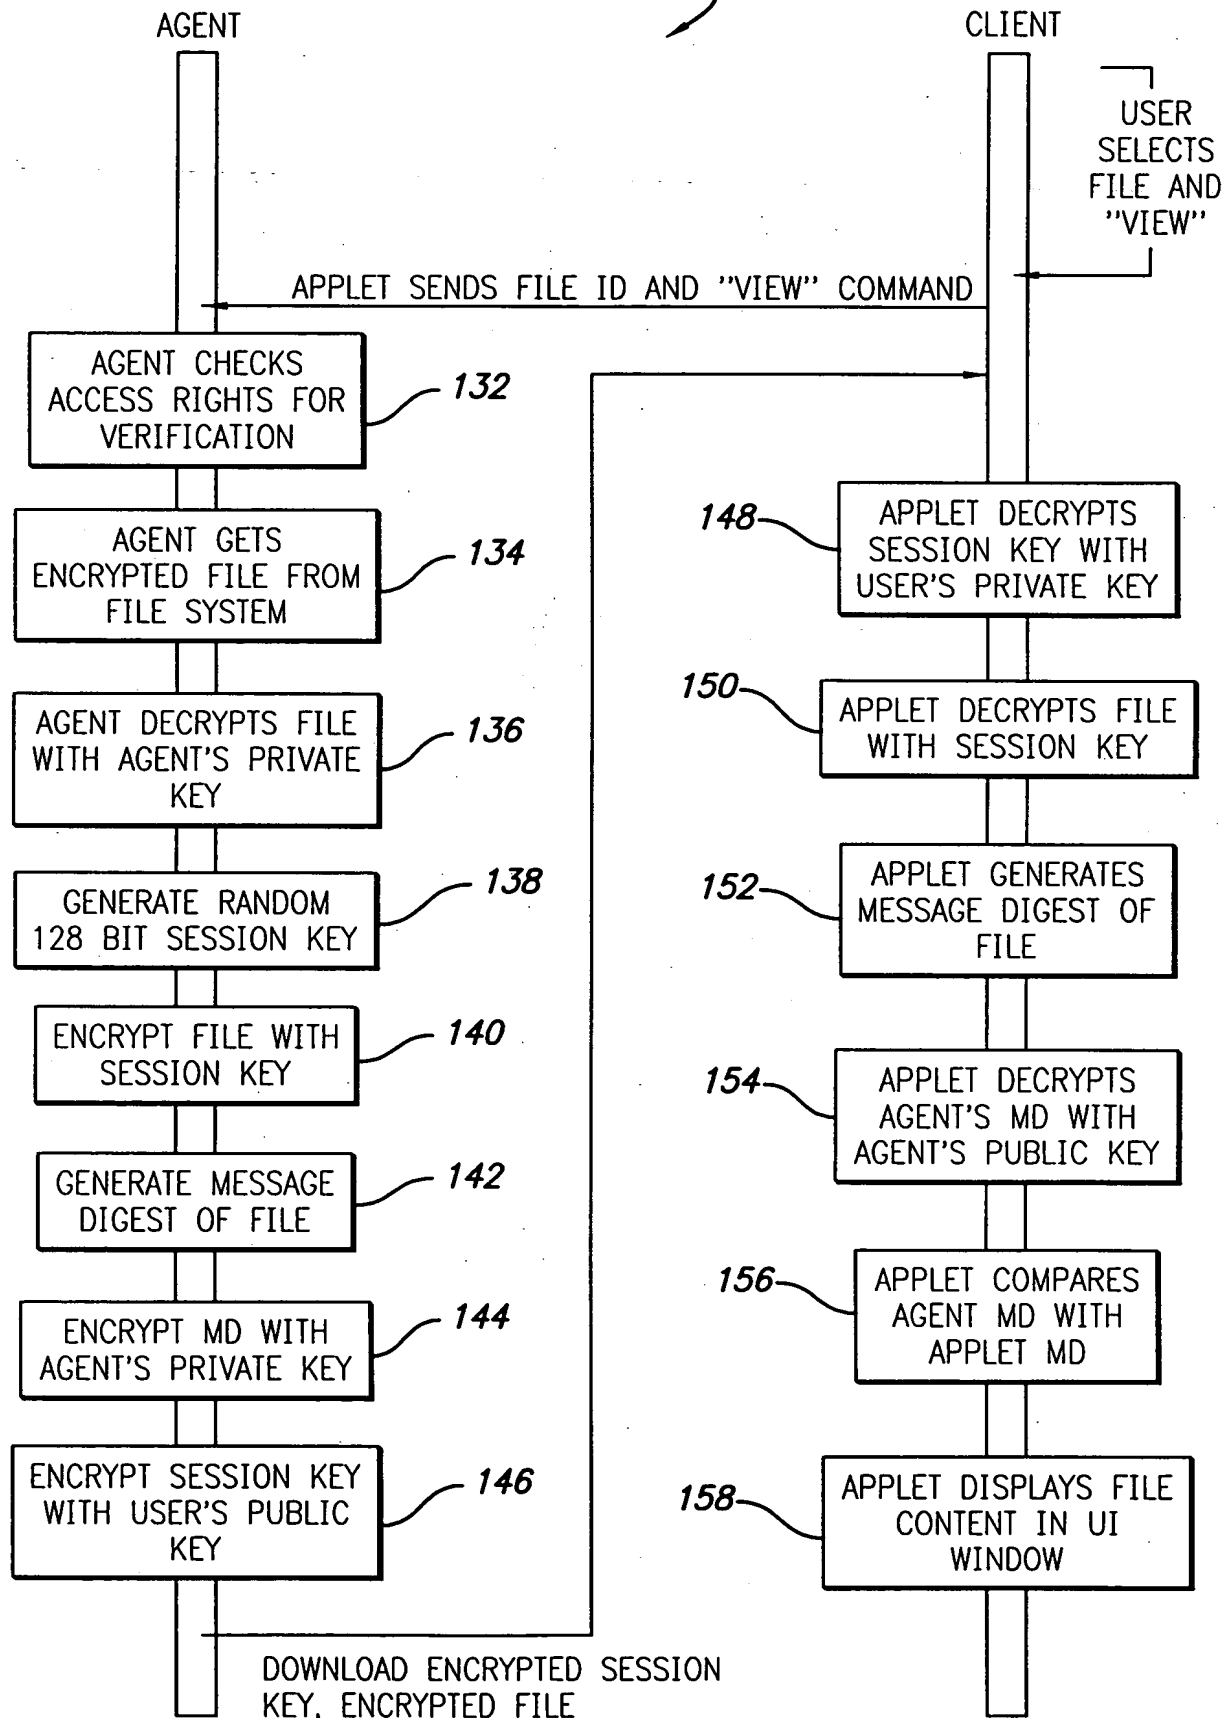 AGENT
CLIENT
USER
SELECTS
FILE AND
"VIEW"
APPLET SENDS FILE ID AND "VIEW" COMMAND
AGENT CHECKS
ACCESS RIGHTS FOR
VERIFICATION
132
AGENT GETS
ENCRYPTED FILE FROM
FILE SYSTEM
134
AGENT DECRYPTS FILE
WITH AGENT'S PRIVATE
KEY
136
GENERATE RANDOM
128 BIT SESSION KEY
138
ENCRYPT FILE WITH
SESSION KEY
140
GENERATE MESSAGE
DIGEST OF FILE
142
ENCRYPT MD WITH
AGENT'S PRIVATE KEY
144
ENCRYPT SESSION KEY
WITH USER'S PUBLIC
KEY
146
DOWNLOAD ENCRYPTED SESSION
KEY, ENCRYPTED FILE
148
APPLET DECRYPTS
SESSION KEY WITH
USER'S PRIVATE KEY
150
APPLET DECRYPTS FILE
WITH SESSION KEY
152
APPLET GENERATES
MESSAGE DIGEST OF
FILE
154
APPLET DECRYPTS
AGENT'S MD WITH
AGENT'S PUBLIC KEY
156
APPLET COMPARES
AGENT MD WITH
APPLET MD
158
APPLET DISPLAYS FILE
CONTENT IN UI
WINDOW